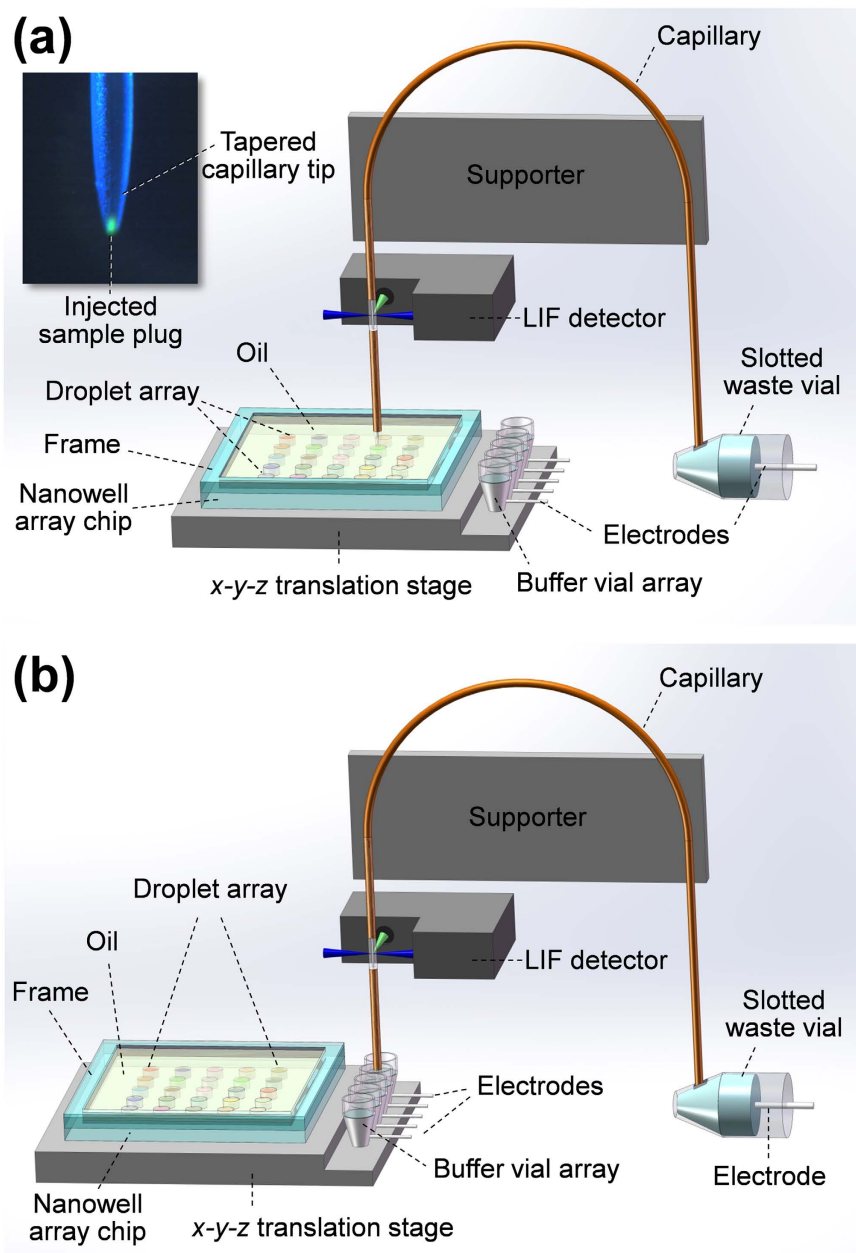 (a)
Capillary
Tapered
capillary tip
Supporter
Injected
sample plug
LIF detector
Oil
Slotted
waste vial
Droplet array
Frame
Nanowell
array chip
Electrodes
x-y-z translation stage
Buffer vial array
(b)
Capillary
Supporter
Droplet array
Oil
LIF detector
Frame
Slotted
waste vial
Electrodes
Buffer vial array
Electrode
Nanowell
array chip
x-y-z translation stage